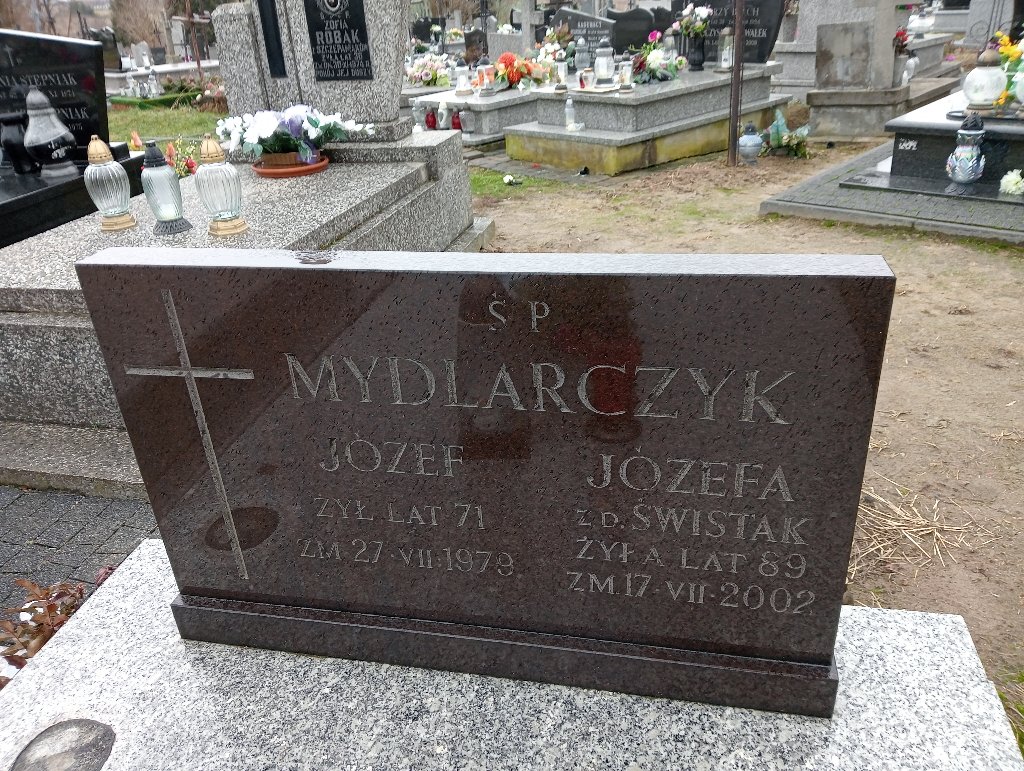 Ś P
MYDLARCZYK
JÓZEF
ŻYŁ LAT 71
ZM 27·VII·1979
JÓZEFA
Z D. ŚWISTAK
ŻYŁA LAT 89
ZM.17·VII·2002
ZOFIA
ROBAK
STĘPNIAK